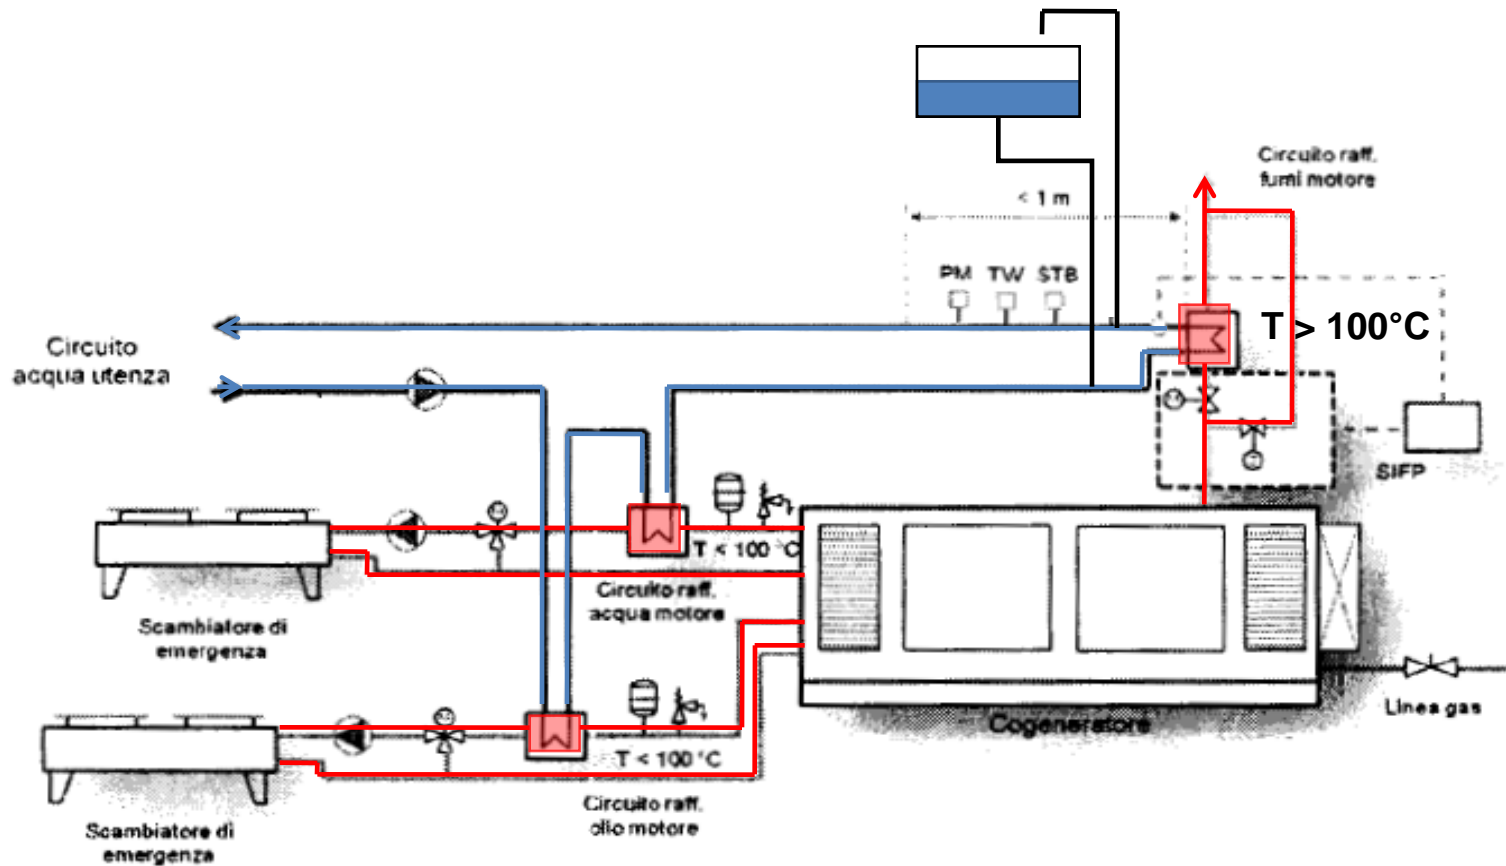 Circuito raff.
fumi motore
< 1 m
PM TW STB
T > 100°C
Circuito
acqua utenza
SIFP
T < 100 °C
Circuito raff.
acqua motore
Scambiatore di
emergenza
Linea gas
Cogeneratore
T < 100 °C
Circuito raff.
olio motore
Scambiatore di
emergenza